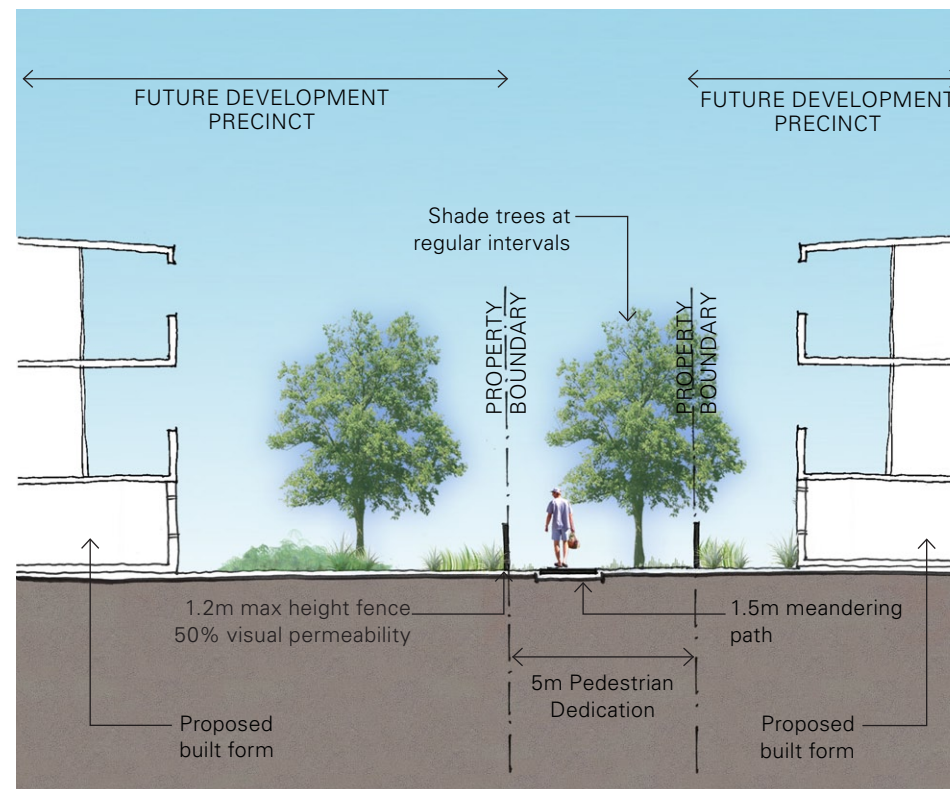 FUTURE DEVELOPMENT
PRECINCT
FUTURE DEVELOPMENT
PRECINCT
Shade trees at
regular intervals
PROPERTY
BOUNDARY
PROPERTY
BOUNDARY
1.2m max height fence
50% visual permeability
1.5m meandering
path
5m Pedestrian
Dedication
Proposed
built form
Proposed
built form